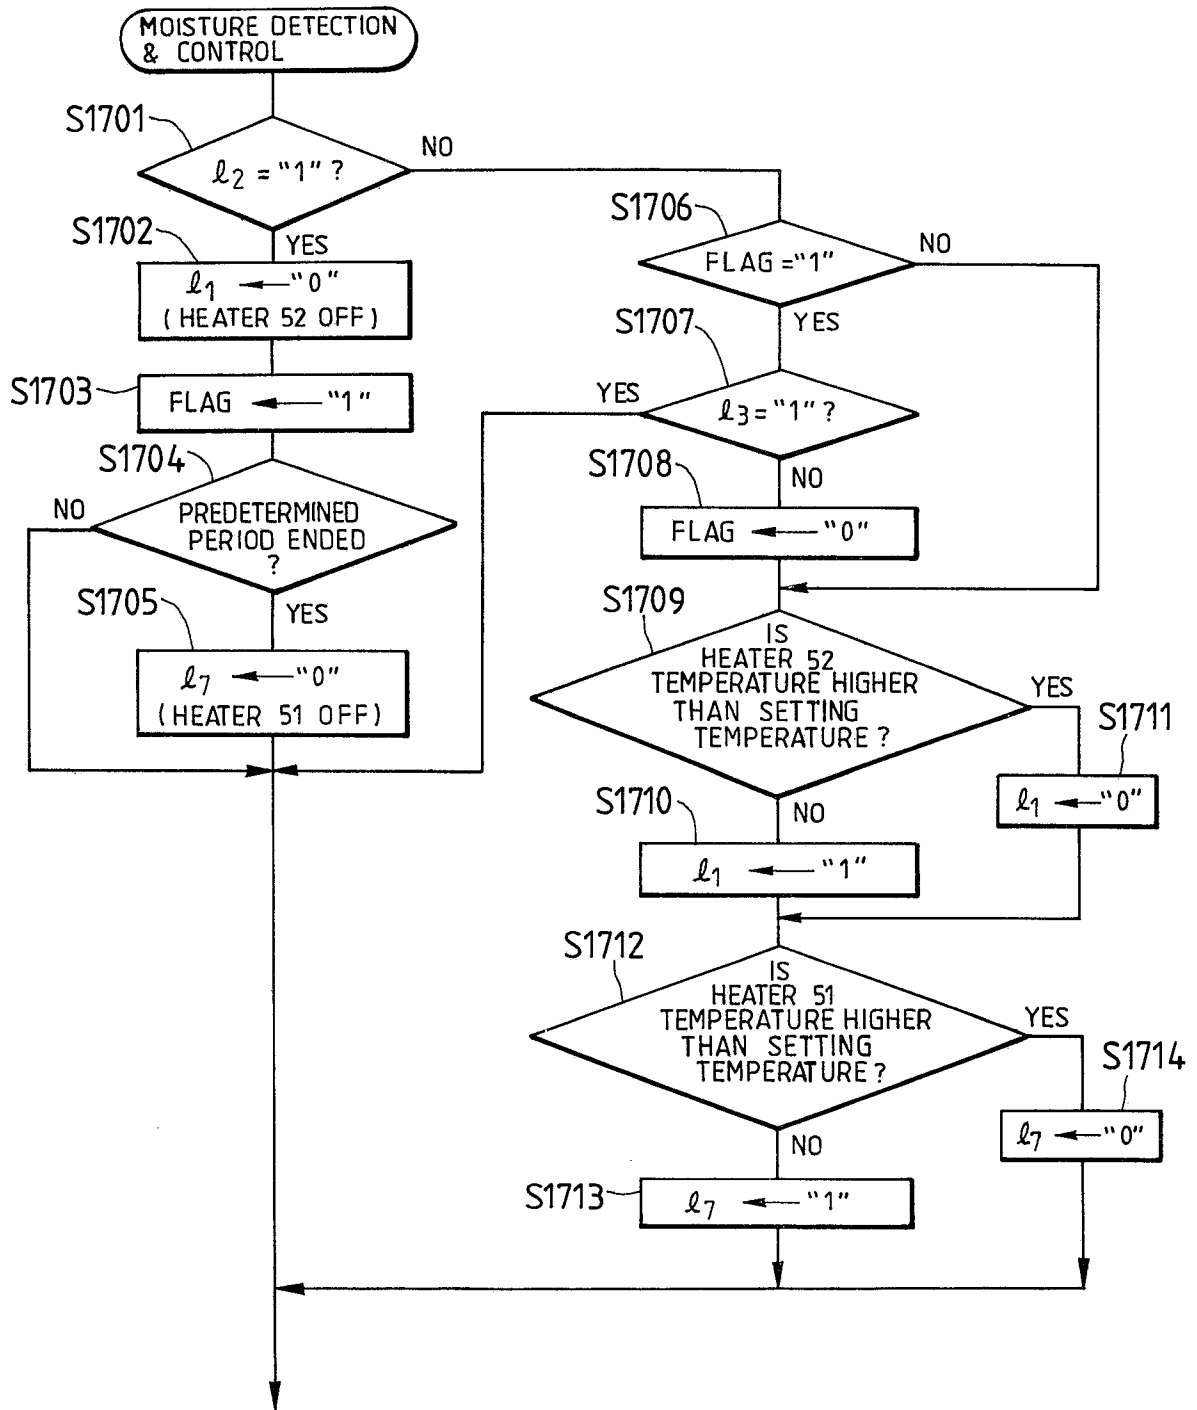 MOISTURE DETECTION
& CONTROL
S1701
ℓ2 = "1" ?
NO
YES
S1702
ℓ1 ← "0"
(HEATER 52 OFF)
S1703
FLAG ← "1"
S1704
PREDETERMINED
PERIOD ENDED
?
NO
YES
S1705
ℓ7 ← "0"
(HEATER 51 OFF)
S1706
FLAG = "1"
NO
YES
S1707
ℓ3 = "1" ?
YES
NO
S1708
FLAG ← "0"
S1709
IS
HEATER 52
TEMPERATURE HIGHER
THAN SETTING
TEMPERATURE ?
YES
NO
S1711
ℓ1 ← "0"
S1710
ℓ1 ← "1"
S1712
IS
HEATER 51
TEMPERATURE HIGHER
THAN SETTING
TEMPERATURE ?
YES
NO
S1714
ℓ7 ← "0"
S1713
ℓ7 ← "1"